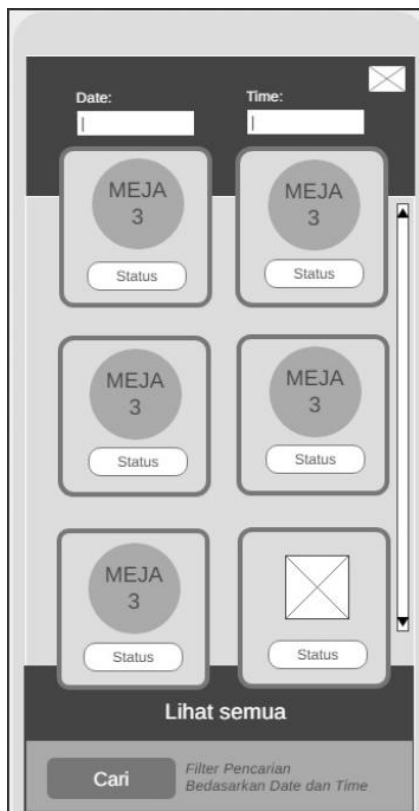 Date:
Time:
MEJA
3
Status
MEJA
3
Status
MEJA
3
Status
MEJA
3
Status
MEJA
3
Status
Status
Lihat semua
Cari
Filter Pencarian
Bedasarkan Date dan Time